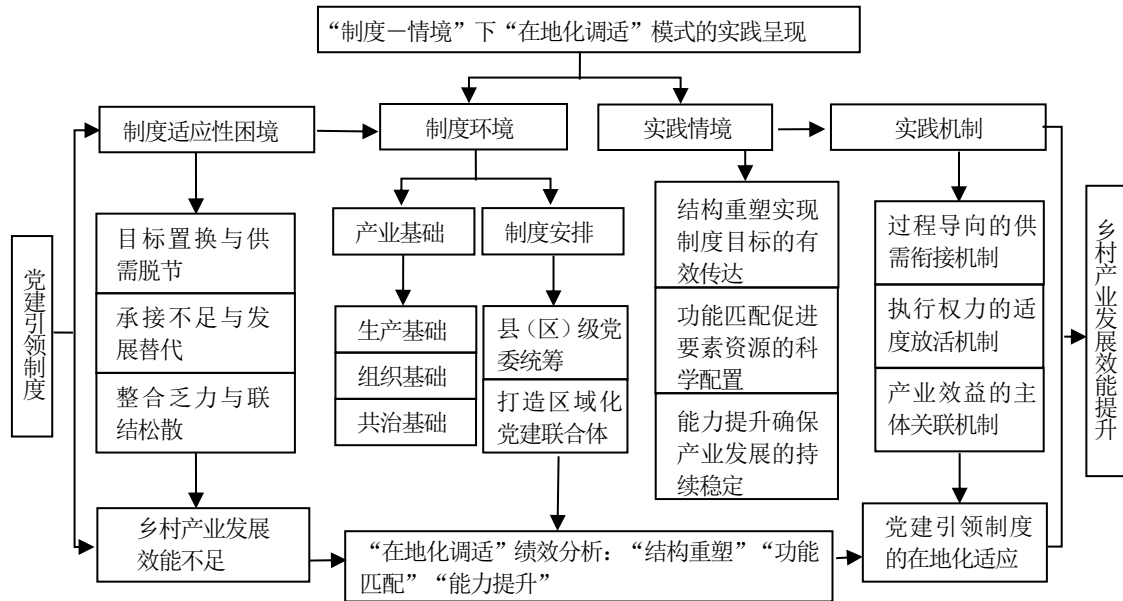 “制度－情境”下“在地化调适”模式的实践呈现
制度适应性困境
制度环境
实践情境
实践机制
党建引领制度
目标置换与供
需脱节
承接不足与发
展替代
整合乏力与联
结松散
乡村产业发展
效能不足
产业基础
生产基础
组织基础
共治基础
制度安排
县（区）级党
委统筹
打造区域化
党建联合体
结构重塑实现
制度目标的有
效传达
功能匹配促进
要素资源的科
学配置
能力提升确保
产业发展的持
续稳定
过程导向的供
需衔接机制
执行权力的适
度放活机制
产业效益的主
体关联机制
党建引领制度
的在地化适应
“在地化调适”绩效分析：“结构重塑”“功能
匹配”“能力提升”
乡村产业发展效能提升